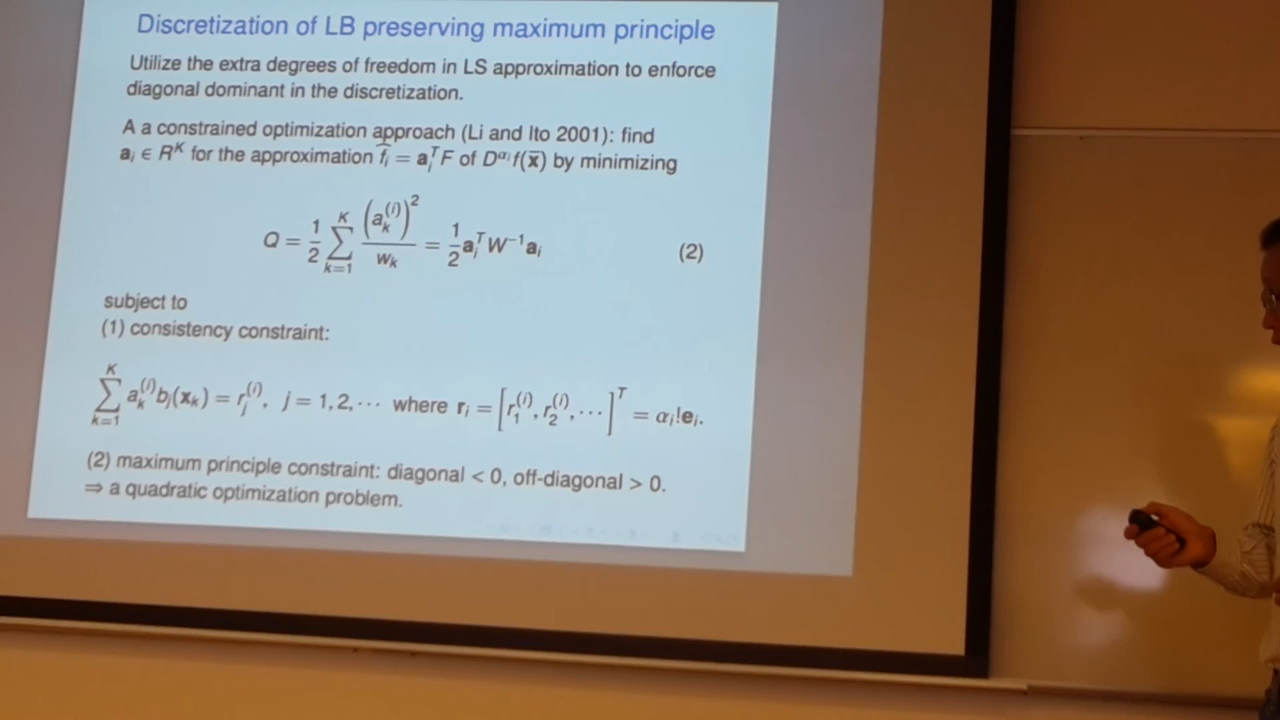 Discretization of LB preserving maximum principle
Utilize the extra degrees of freedom in LS approximation to enforce
diagonal dominant in the discretization.
A a constrained optimization approach (Li and Ito 2001): find
𝐚ᵢ ∈ Rᴷ for the approximation f̂ᵢ = 𝐚ᵢᵀF of D^{αᵢ} f(x̄) by minimizing
Q = 1/2 ∑_{k=1}^{K} (a_k^{(i)})² / w_k = 1/2 𝐚ᵢᵀW⁻¹𝐚ᵢ (2)
subject to
(1) consistency constraint:
∑_{k=1}^{K} a_k^{(i)} b_j(𝐱_k) = r_j^{(i)}, j = 1, 2, ⋯ where 𝐫ᵢ = [r_1^{(i)}, r_2^{(i)}, ⋯]ᵀ = αᵢ!𝐞ᵢ.
(2) maximum principle constraint: diagonal < 0, off-diagonal > 0.
⇒ a quadratic optimization problem.